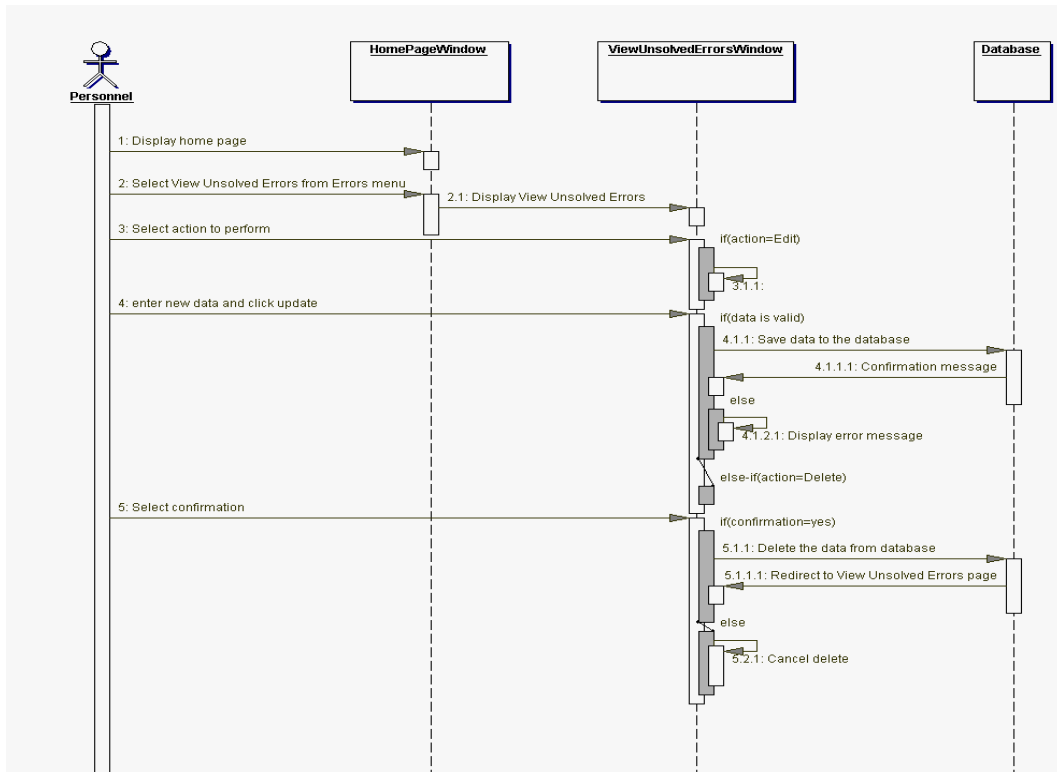 HomePageWindow
ViewUnsolvedErrorsWindow
Database
Personnel
1: Display home page
2: Select View Unsolved Errors from Errors menu
2.1: Display View Unsolved Errors
3: Select action to perform
if(action=Edit)
3.1.1:
4: enter new data and click update
if(data is valid)
4.1.1: Save data to the database
4.1.1.1: Confirmation message
else
4.1.2.1: Display error message
else-if(action=Delete)
5: Select confirmation
if(confirmation=yes)
5.1.1: Delete the data from database
5.1.1.1: Redirect to View Unsolved Errors page
else
5.2.1: Cancel delete